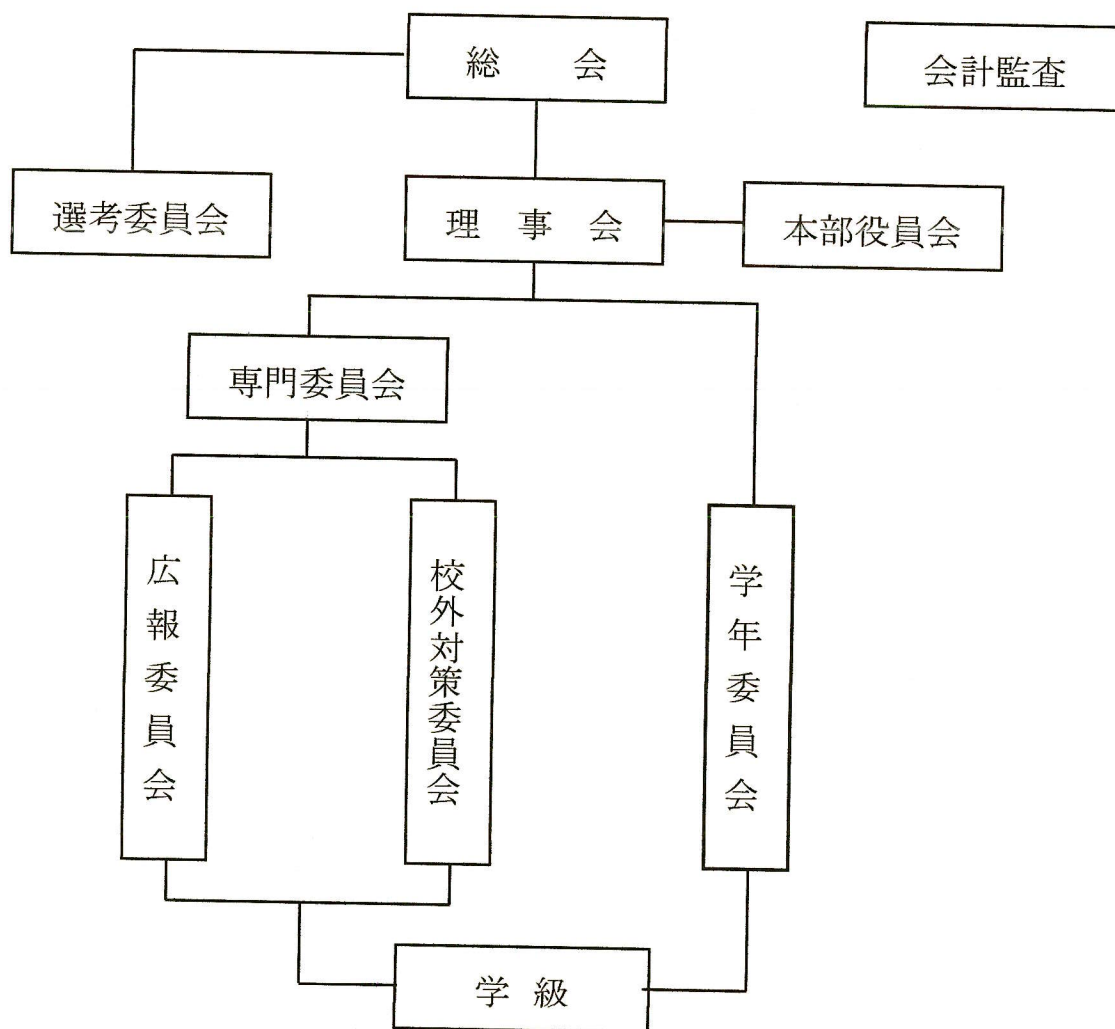 総会
会計監査
選考委員会
理事会
本部役員会
専門委員会
広報委員会
校外対策委員会
学年委員会
学級